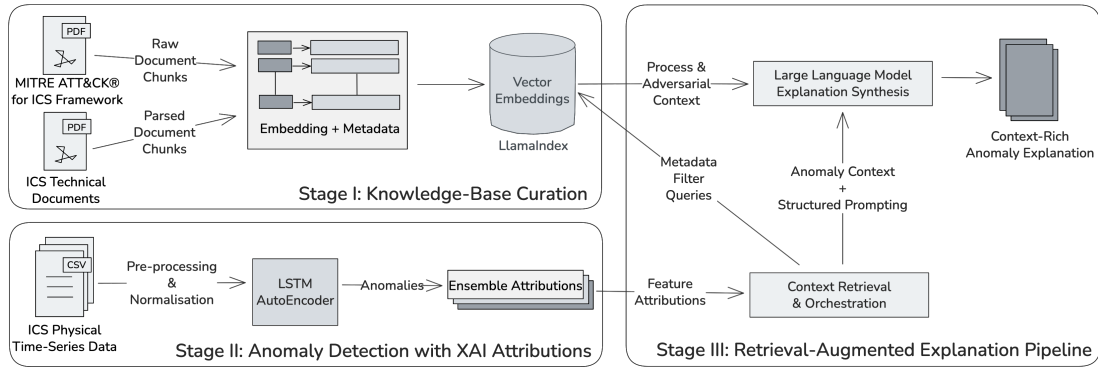 PDF
MITRE ATT&CK®
for ICS Framework
Raw
Document
Chunks
PDF
ICS Technical
Documents
Parsed
Document
Chunks
Embedding + Metadata
Vector
Embeddings
LlamaIndex
Stage I: Knowledge-Base Curation
CSV
ICS Physical
Time-Series Data
Pre-processing
&
Normalisation
LSTM
AutoEncoder
Anomalies
Ensemble Attributions
Stage II: Anomaly Detection with XAI Attributions
Process &
Adversarial
Context
Large Language Model
Explanation Synthesis
Context-Rich
Anomaly Explanation
Metadata
Filter
Queries
Anomaly Context
+
Structured Prompting
Feature
Attributions
Context Retrieval
& Orchestration
Stage III: Retrieval-Augmented Explanation Pipeline